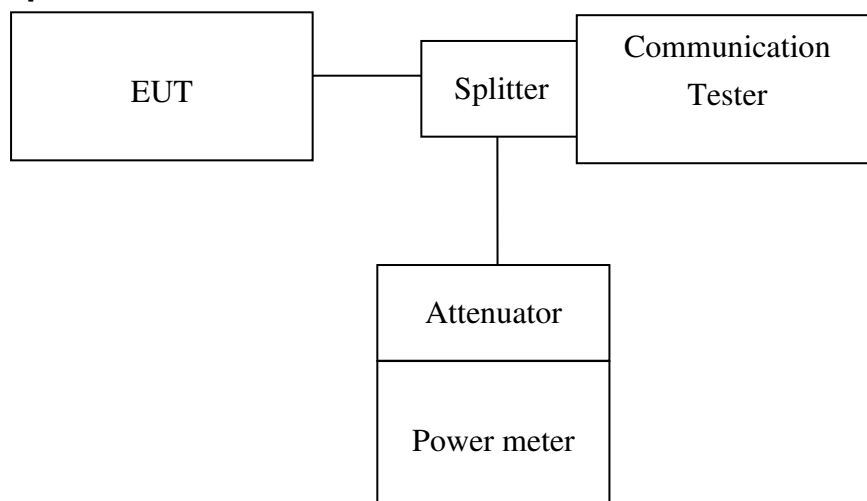 EUT
Splitter
Communication
Tester
Attenuator
Power meter